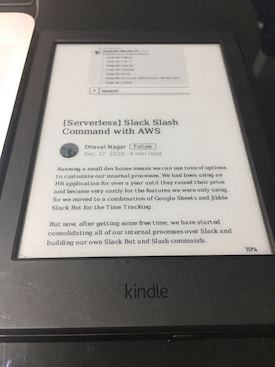 [Serverless] Slack Slash
Command with AWS
Dhaval Nagar Follow
Dec 27, 2018 · 4 min read
Running a small dev house means we can use tons of options
to customize our internal processes. We had been using an
HR application for over a year until they raised their price
and became very costly for the features we were only using.
So we moved to a combination of Google Sheets and Jibble
Slack Bot for the Time Tracking.
But now, after getting some free time, we have started
consolidating all of our internal processes over Slack and
building our own Slack Bot and Slash commands.
10%
kindle